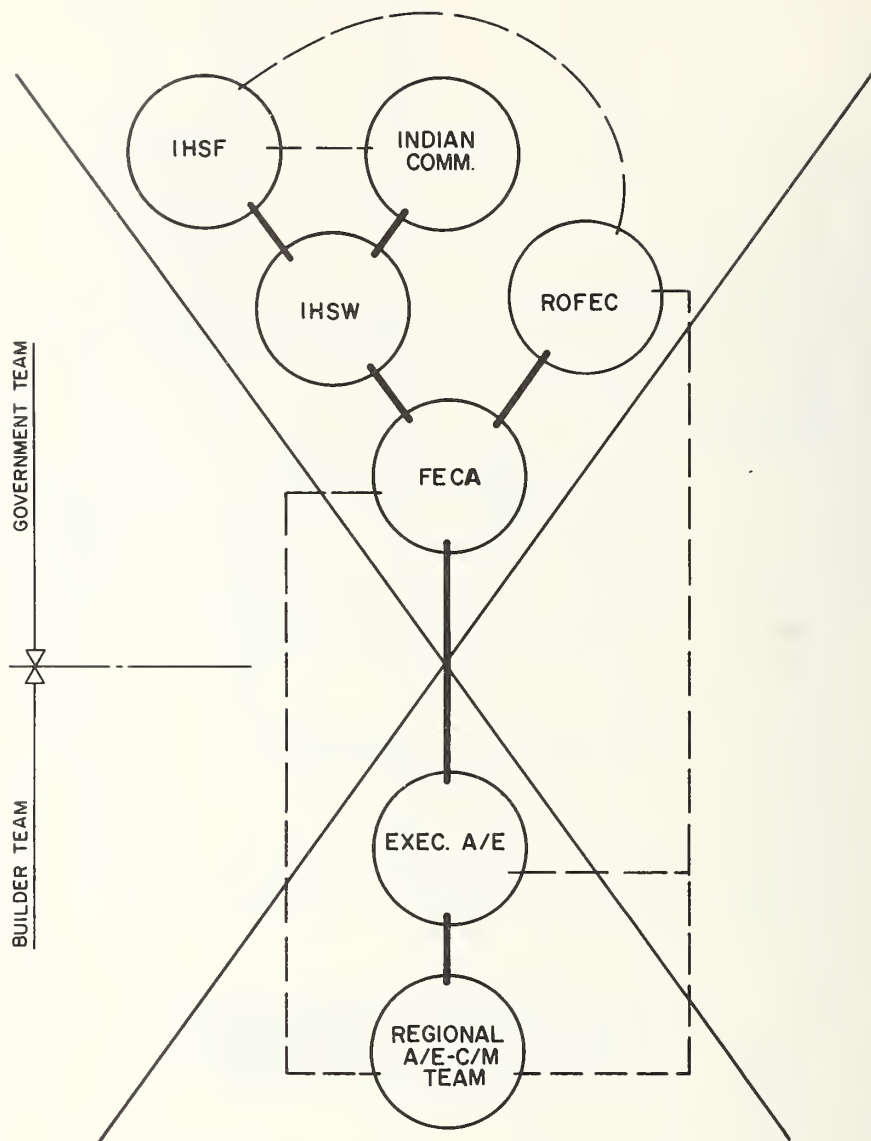 IHSF
INDIAN
COMM.
IHSW
ROFEC
FECA
GOVERNMENT TEAM
BUILDER TEAM
EXEC. A/E
REGIONAL
A/E-C/M
TEAM